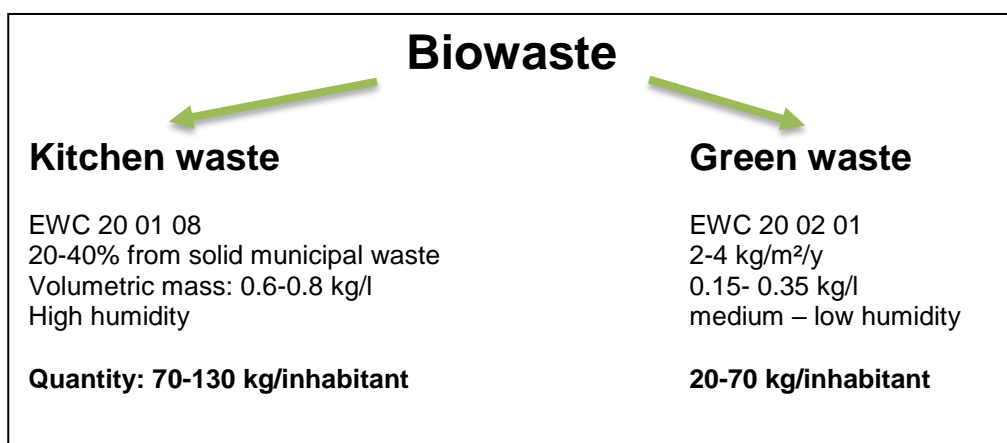 Biowaste
Kitchen waste
EWC 20 01 08
20-40% from solid municipal waste
Volumetric mass: 0.6-0.8 kg/l
High humidity
Quantity: 70-130 kg/inhabitant
Green waste
EWC 20 02 01
2-4 kg/m²/y
0.15- 0.35 kg/l
medium – low humidity
20-70 kg/inhabitant